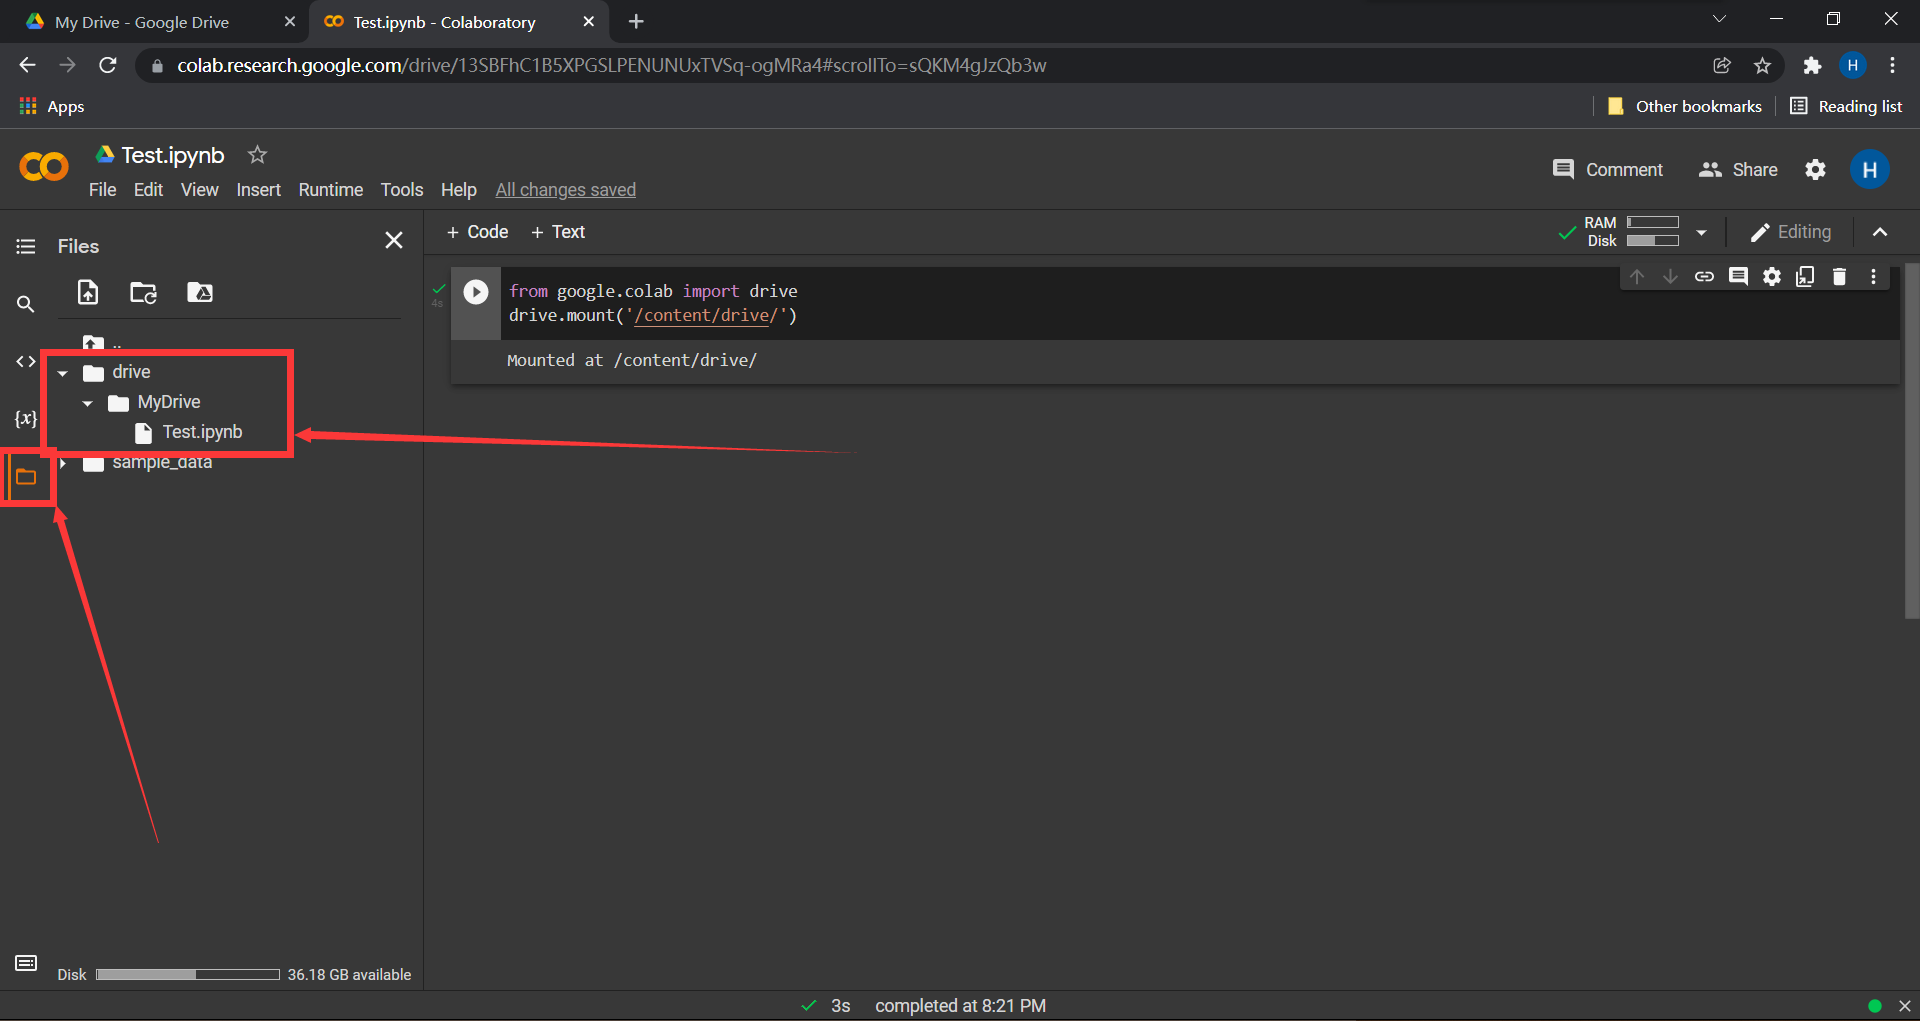 My Drive - Google Drive
Test.ipynb - Colaboratory
colab.research.google.com/drive/13SBFhC1B5XPGSLPENUNUxTVSq-ogMRa4#scrollTo=sQKM4gJzQb3w
H
Apps
Other bookmarks
Reading list
Test.ipynb
File Edit View Insert Runtime Tools Help All changes saved
Comment
Share
H
Files
+ Code + Text
RAM
Disk
Editing
4s
from google.colab import drive
drive.mount('/content/drive/')
Mounted at /content/drive/
..
drive
MyDrive
Test.ipynb
sample_data
{x}
Disk
36.18 GB available
3s completed at 8:21 PM